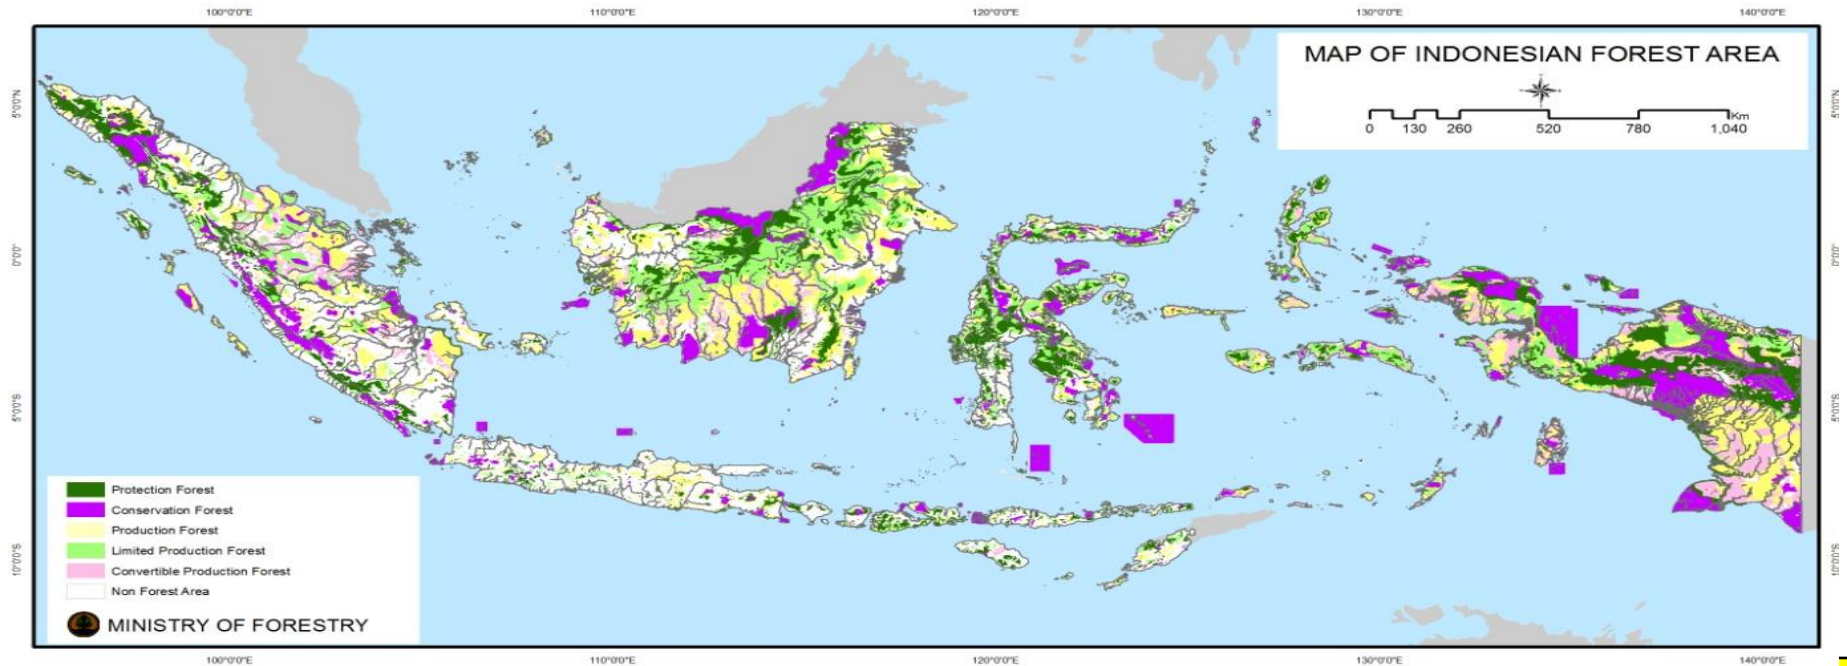 100°0'0"E 110°0'0"E 120°0'0"E 130°0'0"E 140°0'0"E
MAP OF INDONESIAN FOREST AREA
0 130 260 520 780 1,040 Km
5°0'0"N 5°0'0"N
0°0'0" 0°0'0"
5°0'0"S 5°0'0"S
10°0'0"S 10°0'0"S
Protection Forest
Conservation Forest
Production Forest
Limited Production Forest
Convertible Production Forest
Non Forest Area
MINISTRY OF FORESTRY
100°0'0"E 110°0'0"E 120°0'0"E 130°0'0"E 140°0'0"E